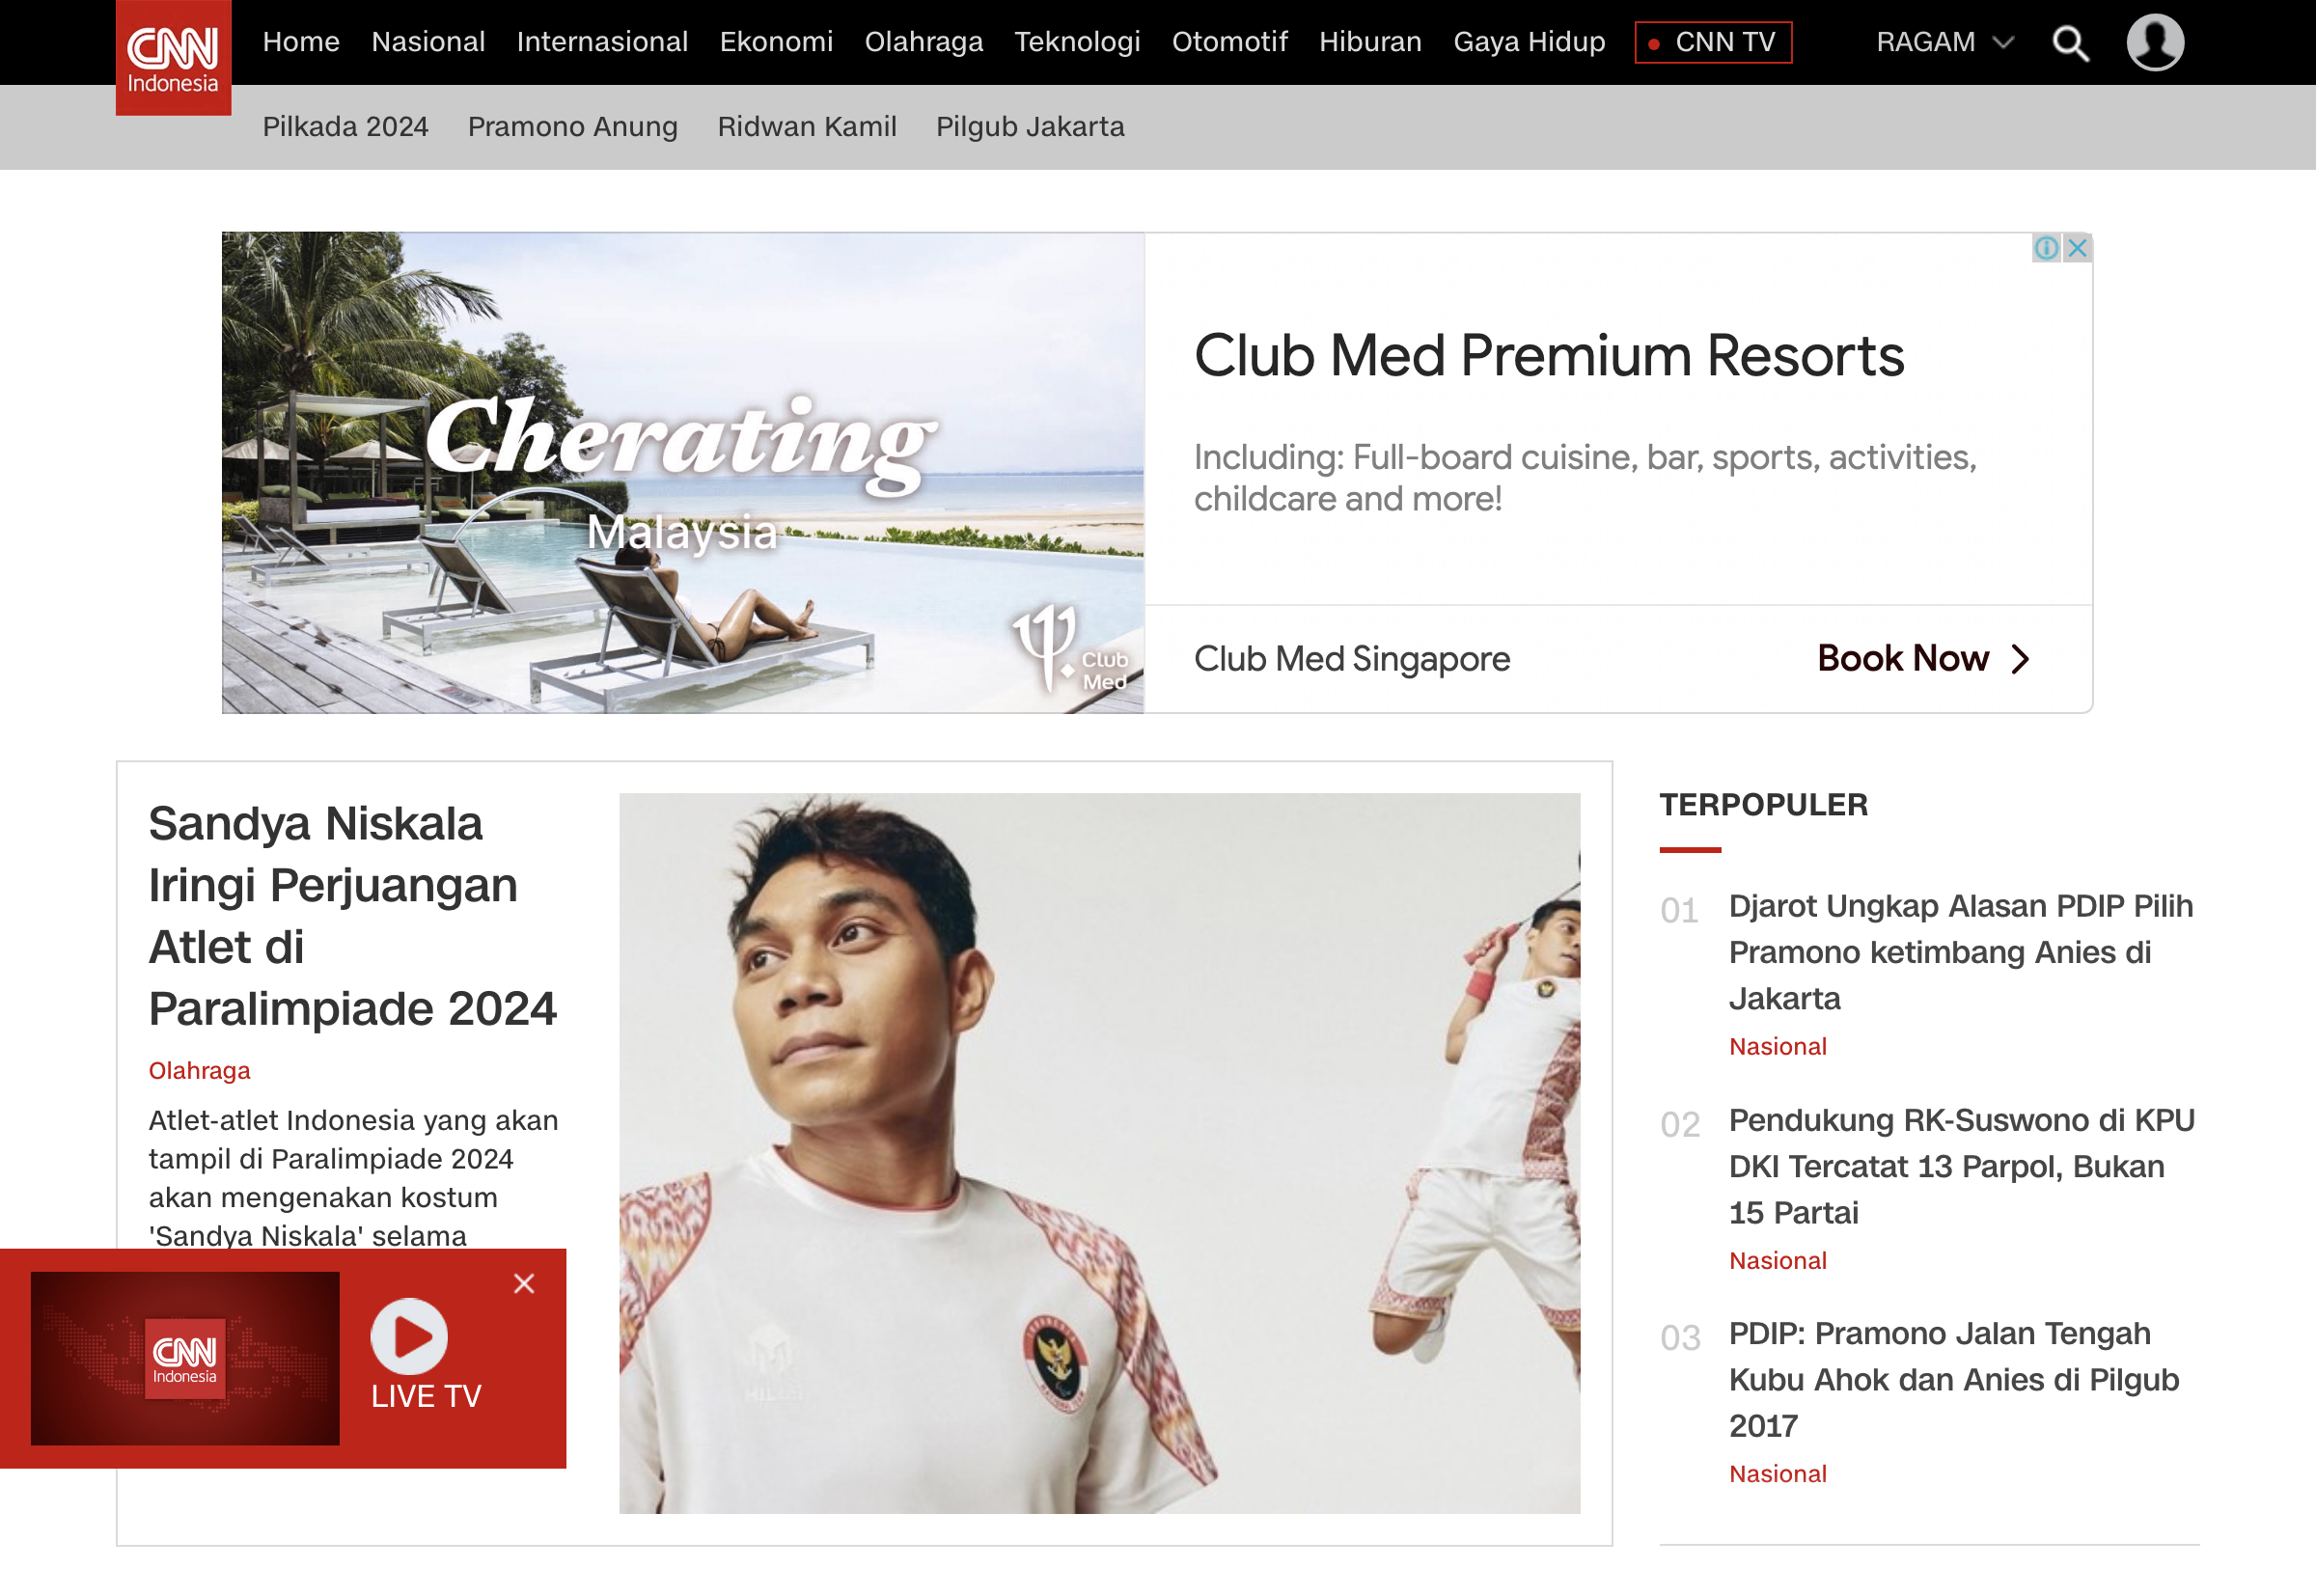 CNN
Indonesia
Home Nasional Internasional Ekonomi Olahraga Teknologi Otomotif Hiburan Gaya Hidup CNN TV RAGAM
Pilkada 2024 Pramono Anung Ridwan Kamil Pilgub Jakarta
Cherating
Malaysia
Club
Med
Club Med Premium Resorts
Including: Full-board cuisine, bar, sports, activities,
childcare and more!
Club Med Singapore Book Now
Sandya Niskala
Iringi Perjuangan
Atlet di
Paralimpiade 2024
Olahraga
Atlet-atlet Indonesia yang akan
tampil di Paralimpiade 2024
akan mengenakan kostum
'Sandya Niskala' selama
CNN
Indonesia
LIVE TV
TERPOPULER
01 Djarot Ungkap Alasan PDIP Pilih
Pramono ketimbang Anies di
Jakarta
Nasional
02 Pendukung RK-Suswono di KPU
DKI Tercatat 13 Parpol, Bukan
15 Partai
Nasional
03 PDIP: Pramono Jalan Tengah
Kubu Ahok dan Anies di Pilgub
2017
Nasional